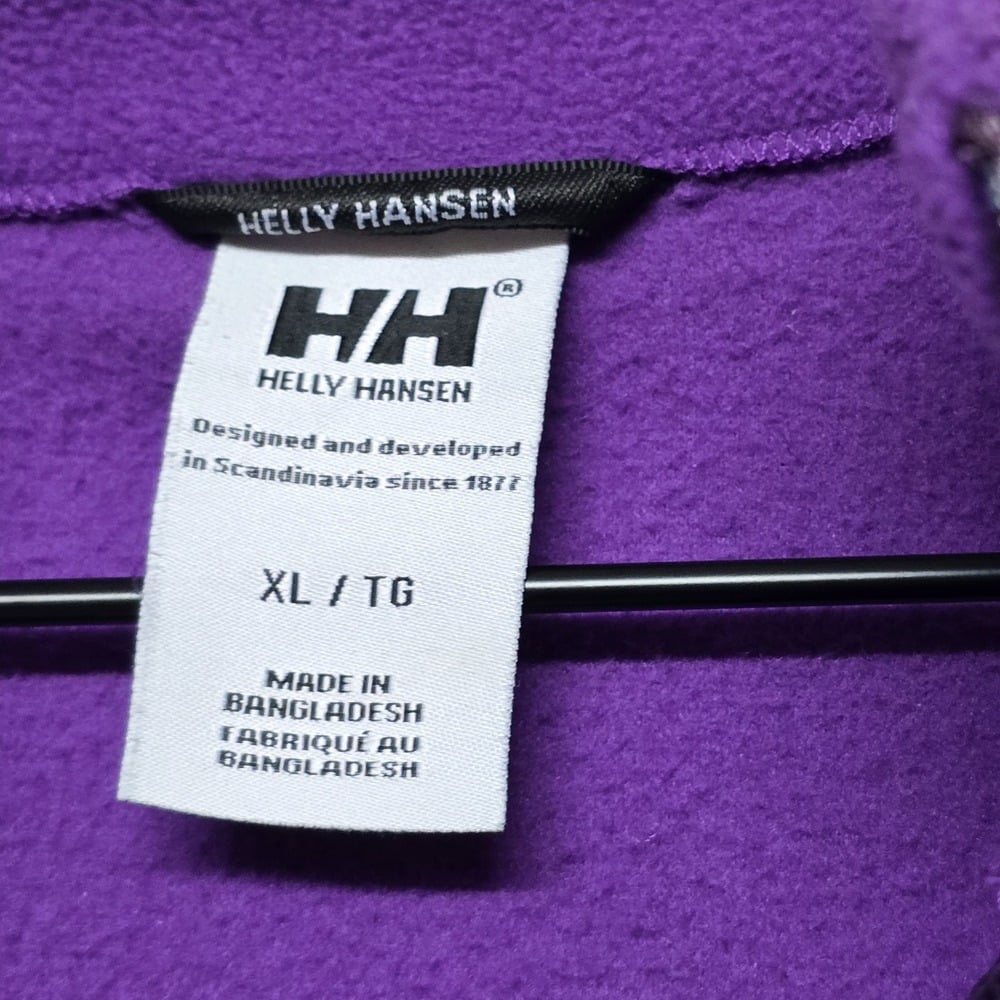 HELLY HANSEN
HH®
HELLY HANSEN
Designed and developed
in Scandinavia since 1877
XL / TG
MADE IN
BANGLADESH
FABRIQUÉ AU
BANGLADESH